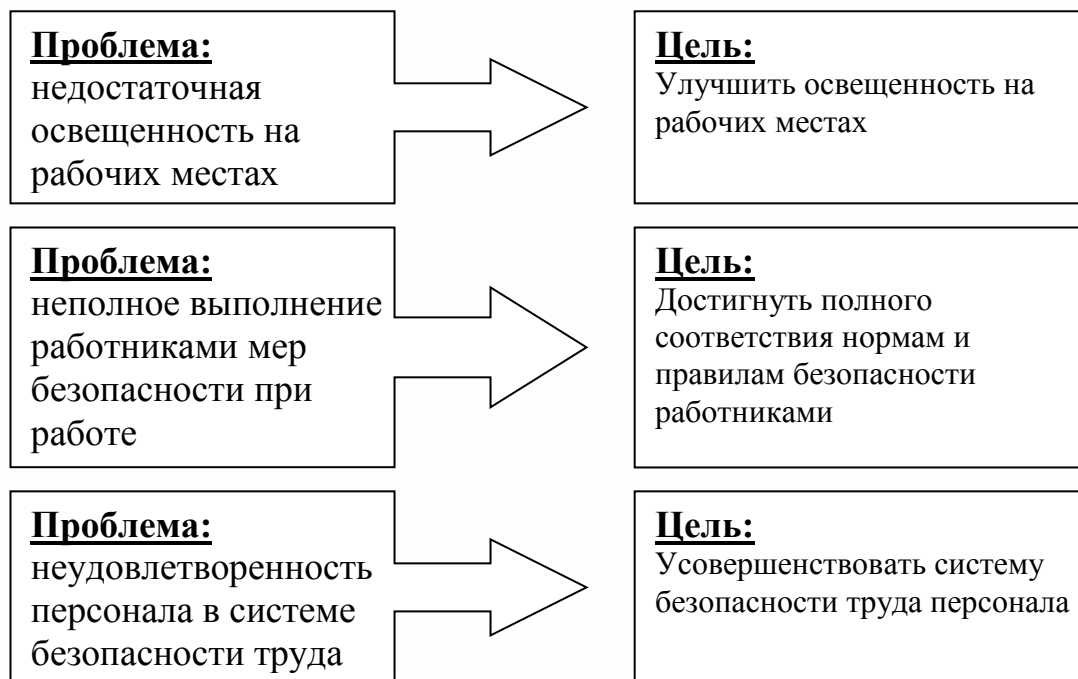 Проблема:
недостаточная
освещенность на
рабочих местах
Цель:
Улучшить освещенность на
рабочих местах
Проблема:
неполное выполнение
работниками мер
безопасности при
работе
Цель:
Достигнуть полного
соответствия нормам и
правилам безопасности
работниками
Проблема:
неудовлетворенность
персонала в системе
безопасности труда
Цель:
Усовершенствовать систему
безопасности труда персонала